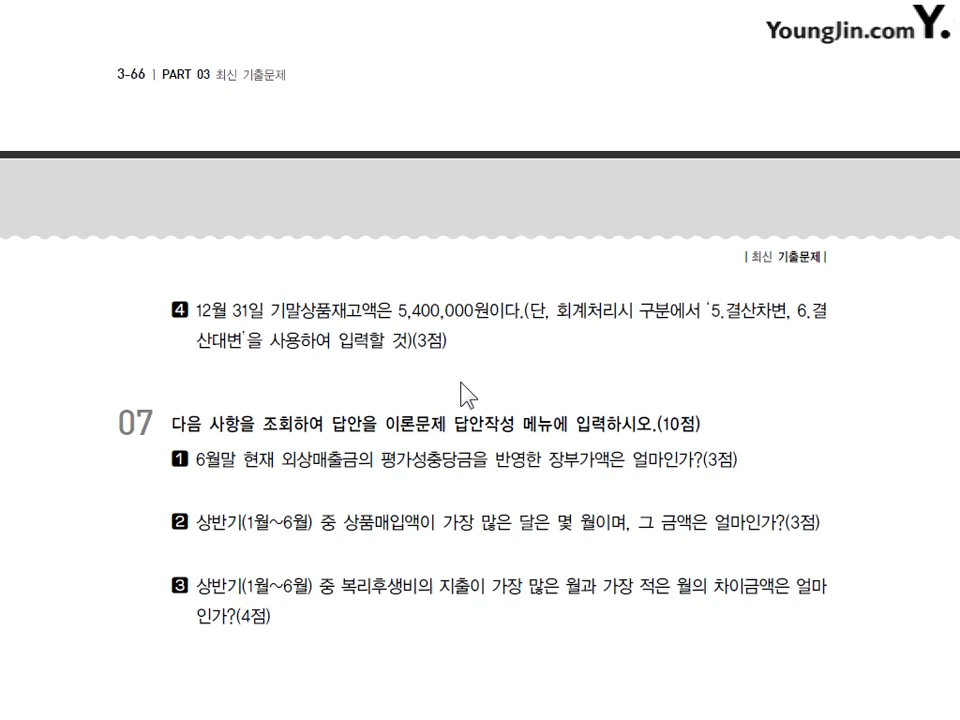 YoungJin.com Y.
3-66 | PART 03 최신 기출문제
| 최신 기출문제 |
4 12월 31일 기말상품재고액은 5,400,000원이다.(단, 회계처리시 구분에서 ‘5.결산차변, 6.결
산대변’을 사용하여 입력할 것)(3점)
07 다음 사항을 조회하여 답안을 이론문제 답안작성 메뉴에 입력하시오.(10점)
1 6월말 현재 외상매출금의 평가성충당금을 반영한 장부가액은 얼마인가?(3점)
2 상반기(1월~6월) 중 상품매입액이 가장 많은 달은 몇 월이며, 그 금액은 얼마인가?(3점)
3 상반기(1월~6월) 중 복리후생비의 지출이 가장 많은 월과 가장 적은 월의 차이금액은 얼마
인가?(4점)